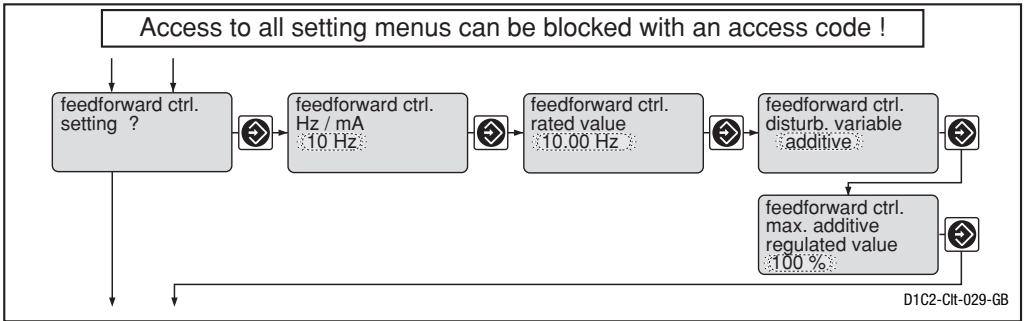 Access to all setting menus can be blocked with an access code !
feedforward ctrl.
setting ?
feedforward ctrl.
Hz / mA
10 Hz
feedforward ctrl.
rated value
10.00 Hz
feedforward ctrl.
disturb. variable
additive
feedforward ctrl.
max. additive
regulated value
100 %
D1C2-Clt-029-GB